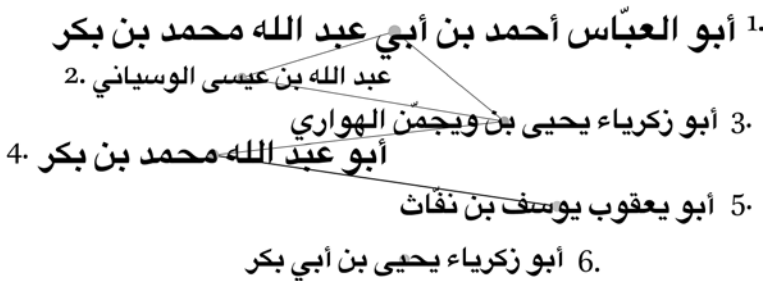 1. أبو العبّاس أحمد بن أبي عبد الله محمد بن بكر
2. عبد الله بن عيسى الوسياني
3. أبو زكرياء يحيى بن ويجمّن الهواري
4. أبو عبد الله محمد بن بكر
5. أبو يعقوب يوسف بن نفّاث
6. أبو زكرياء يحيى بن أبي بكر